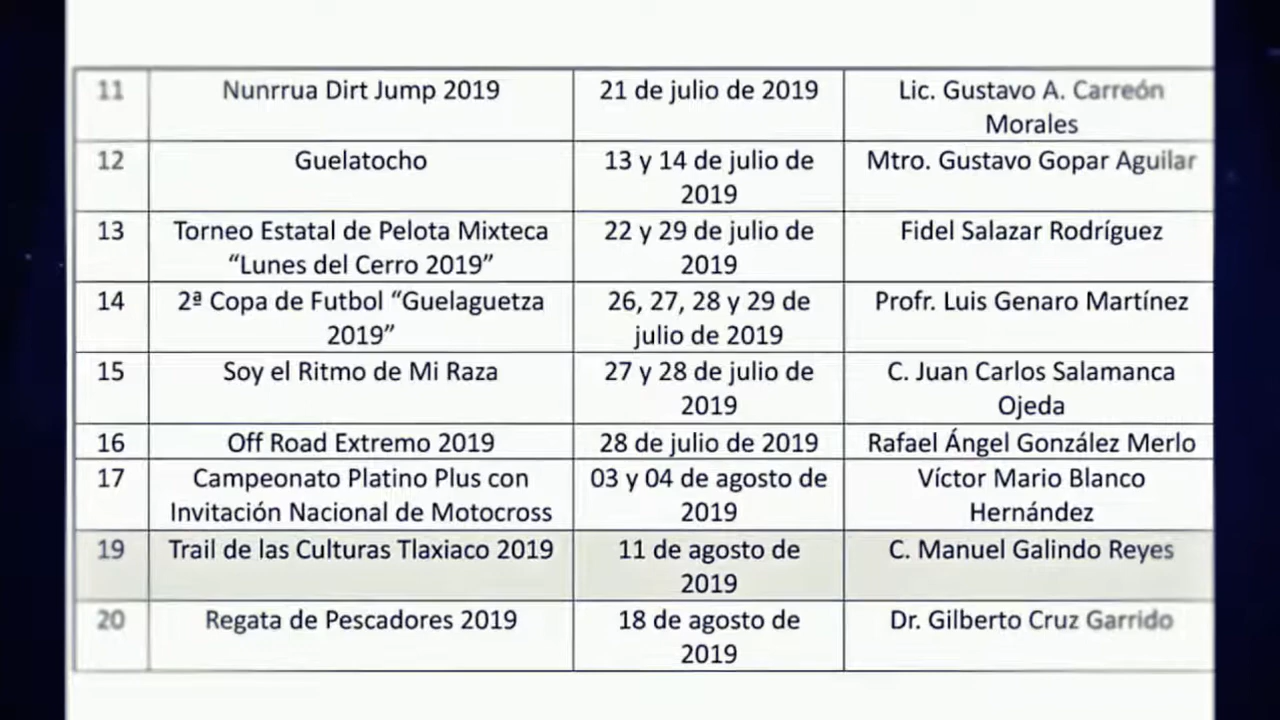 11 Nunrrua Dirt Jump 2019 21 de julio de 2019 Lic. Gustavo A. Carreón
Morales
12 Guelatocho 13 y 14 de julio de Mtro. Gustavo Gopar Aguilar
2019
13 Torneo Estatal de Pelota Mixteca 22 y 29 de julio de Fidel Salazar Rodríguez
“Lunes del Cerro 2019” 2019
14 2ª Copa de Futbol “Guelaguetza 26, 27, 28 y 29 de Profr. Luis Genaro Martínez
2019” julio de 2019
15 Soy el Ritmo de Mi Raza 27 y 28 de julio de C. Juan Carlos Salamanca
2019 Ojeda
16 Off Road Extremo 2019 28 de julio de 2019 Rafael Ángel González Merlo
17 Campeonato Platino Plus con 03 y 04 de agosto de Víctor Mario Blanco
Invitación Nacional de Motocross 2019 Hernández
19 Trail de las Culturas Tlaxiaco 2019 11 de agosto de C. Manuel Galindo Reyes
2019
20 Regata de Pescadores 2019 18 de agosto de Dr. Gilberto Cruz Garrido
2019